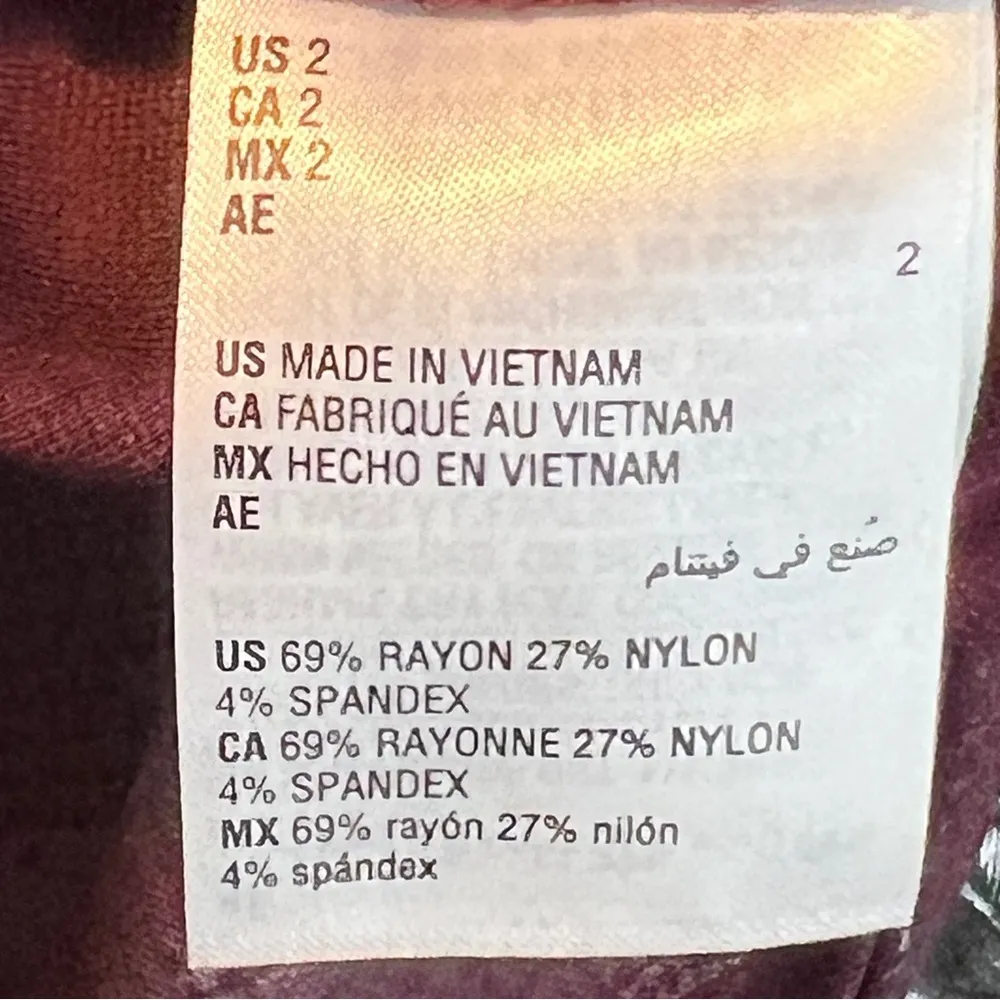 US 2
CA 2
MX 2
AE
2
US MADE IN VIETNAM
CA FABRIQUÉ AU VIETNAM
MX HECHO EN VIETNAM
AE
صُنع في فيتنام
US 69% RAYON 27% NYLON
4% SPANDEX
CA 69% RAYONNE 27% NYLON
4% SPANDEX
MX 69% rayón 27% nilón
4% spándex